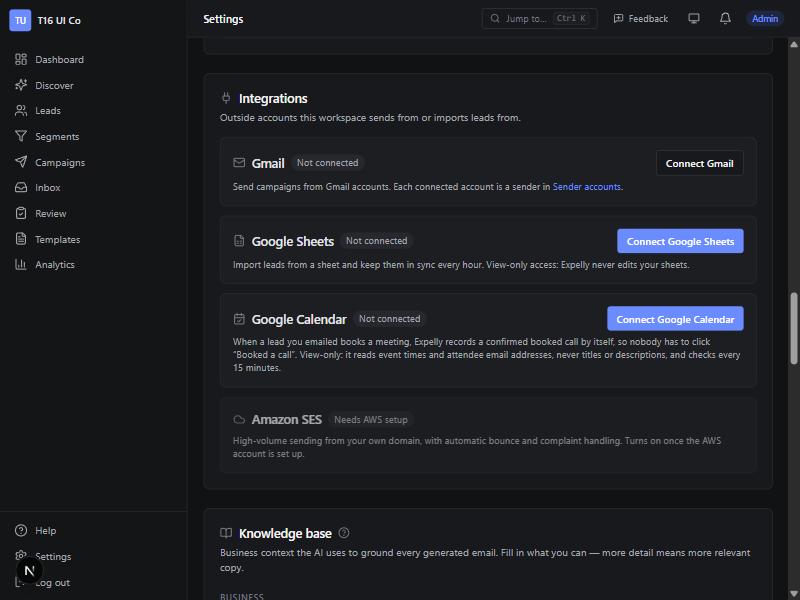 TU T16 UI Co
Settings
Jump to... Ctrl K
Feedback
Admin
Dashboard
Discover
Leads
Segments
Campaigns
Inbox
Review
Templates
Analytics
Help
Settings
N
og out
Integrations
Outside accounts this workspace sends from or imports leads from.
Gmail Not connected
Connect Gmail
Send campaigns from Gmail accounts. Each connected account is a sender in Sender accounts.
Google Sheets Not connected
Connect Google Sheets
Import leads from a sheet and keep them in sync every hour. View-only access: Expelly never edits your sheets.
Google Calendar Not connected
Connect Google Calendar
When a lead you emailed books a meeting, Expelly records a confirmed booked call by itself, so nobody has to click
“Booked a call”. View-only: it reads event times and attendee email addresses, never titles or descriptions, and checks every
15 minutes.
Amazon SES Needs AWS setup
High-volume sending from your own domain, with automatic bounce and complaint handling. Turns on once the AWS
account is set up.
Knowledge base
Business context the AI uses to ground every generated email. Fill in what you can — more detail means more relevant
copy.
BUSINESS